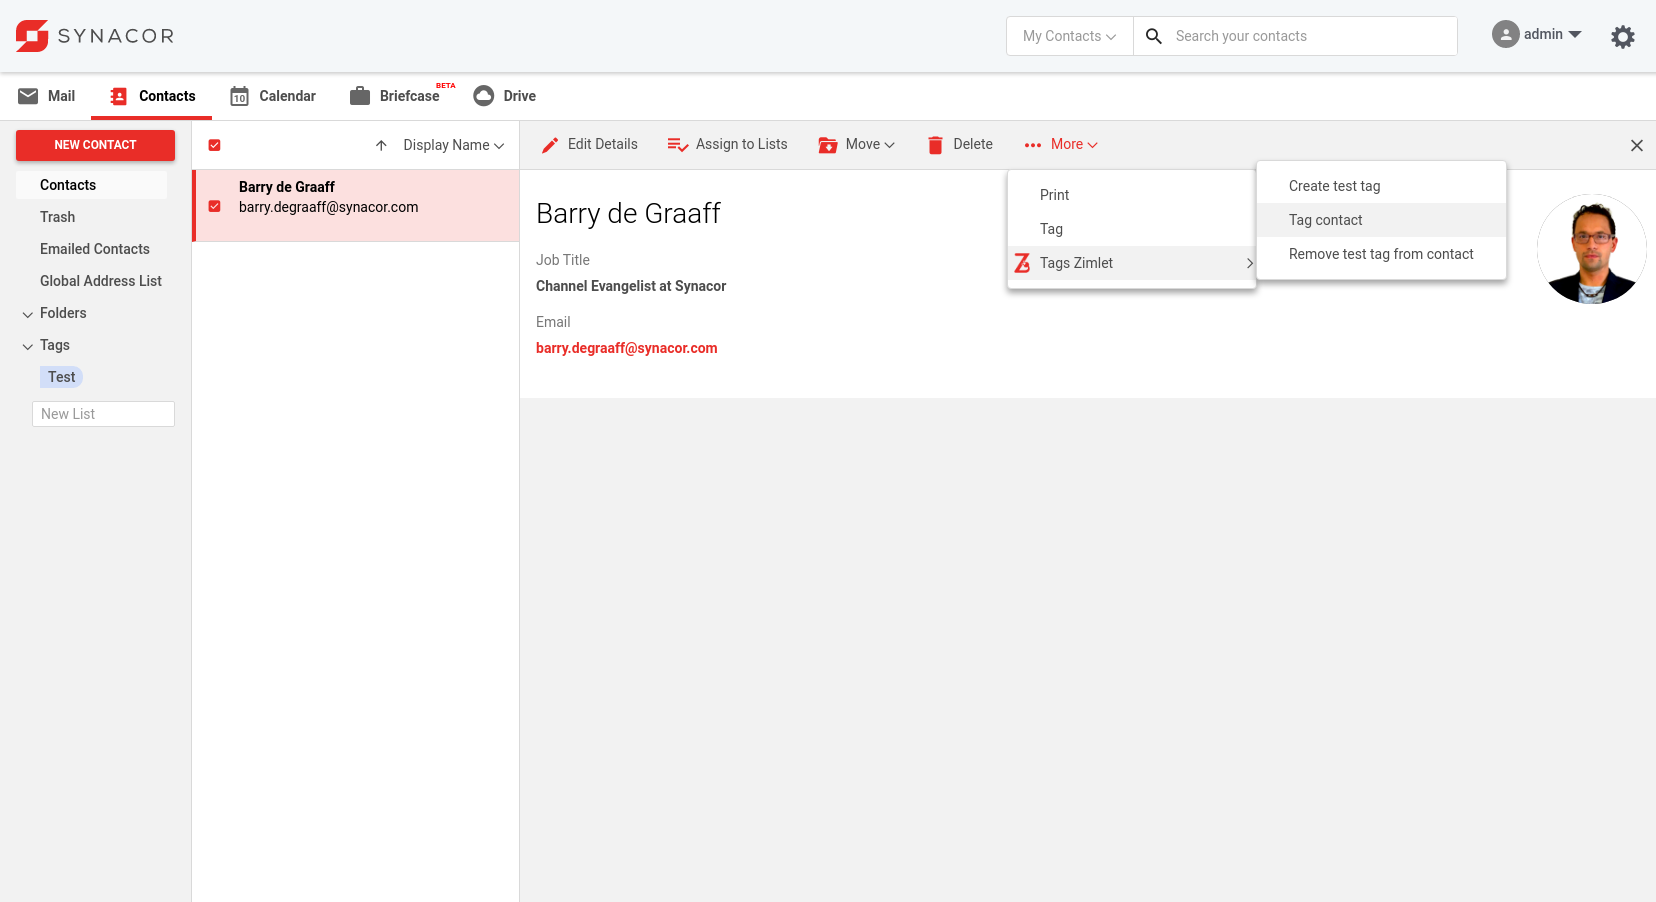 SYNACOR
My Contacts
Search your contacts
admin
Mail
Contacts
Calendar
10
Briefcase
BETA
Drive
NEW CONTACT
Contacts
Trash
Emailed Contacts
Global Address List
Folders
Tags
Test
New List
Display Name
Barry de Graaff
barry.degraaff@synacor.com
Edit Details
Assign to Lists
Move
Delete
More
Print
Tag
Tags Zimlet
Create test tag
Tag contact
Remove test tag from contact
Barry de Graaff
Job Title
Channel Evangelist at Synacor
Email
barry.degraaff@synacor.com